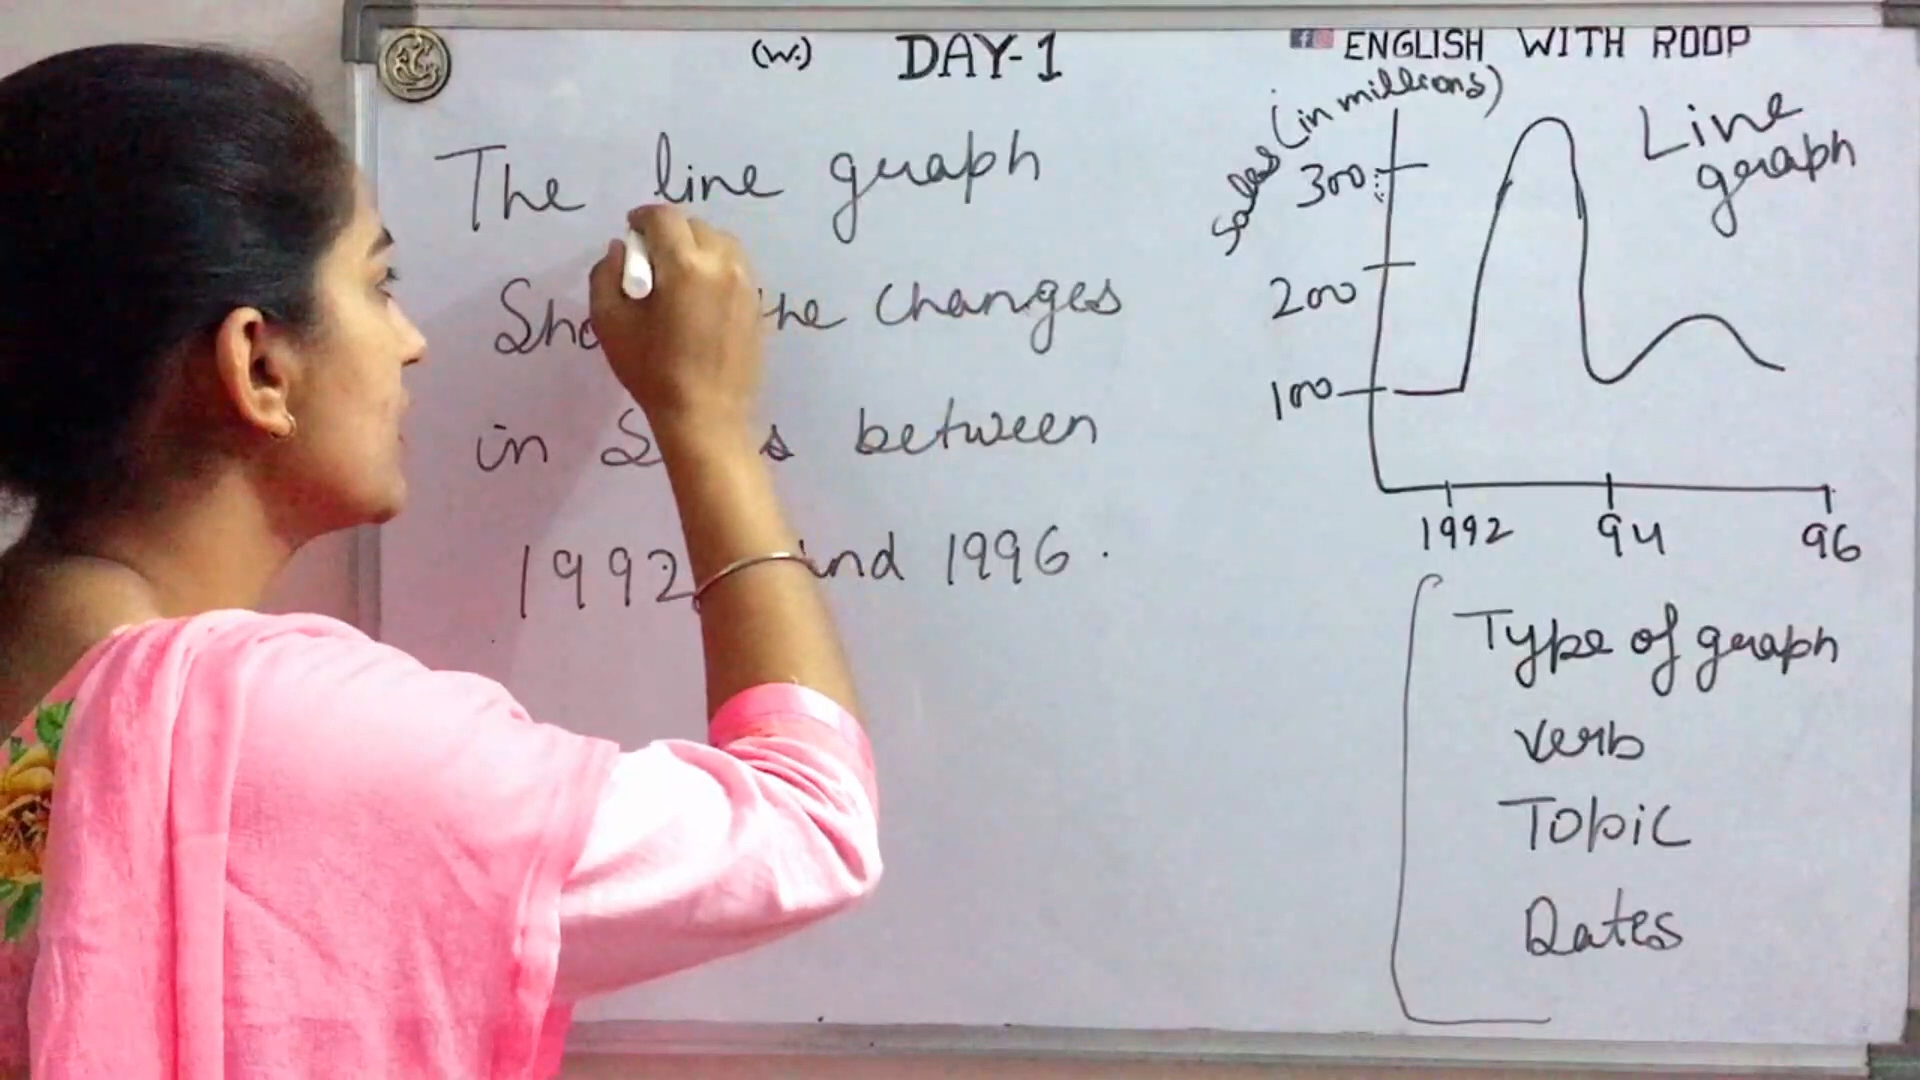 (W.) DAY-1
ENGLISH WITH ROOP
The line graph
the changes
in between
1992 and 1996.
Sales (in millions)
300
200
100
Line
graph
1992 94 96
Type of graph
verb
Topic
Dates